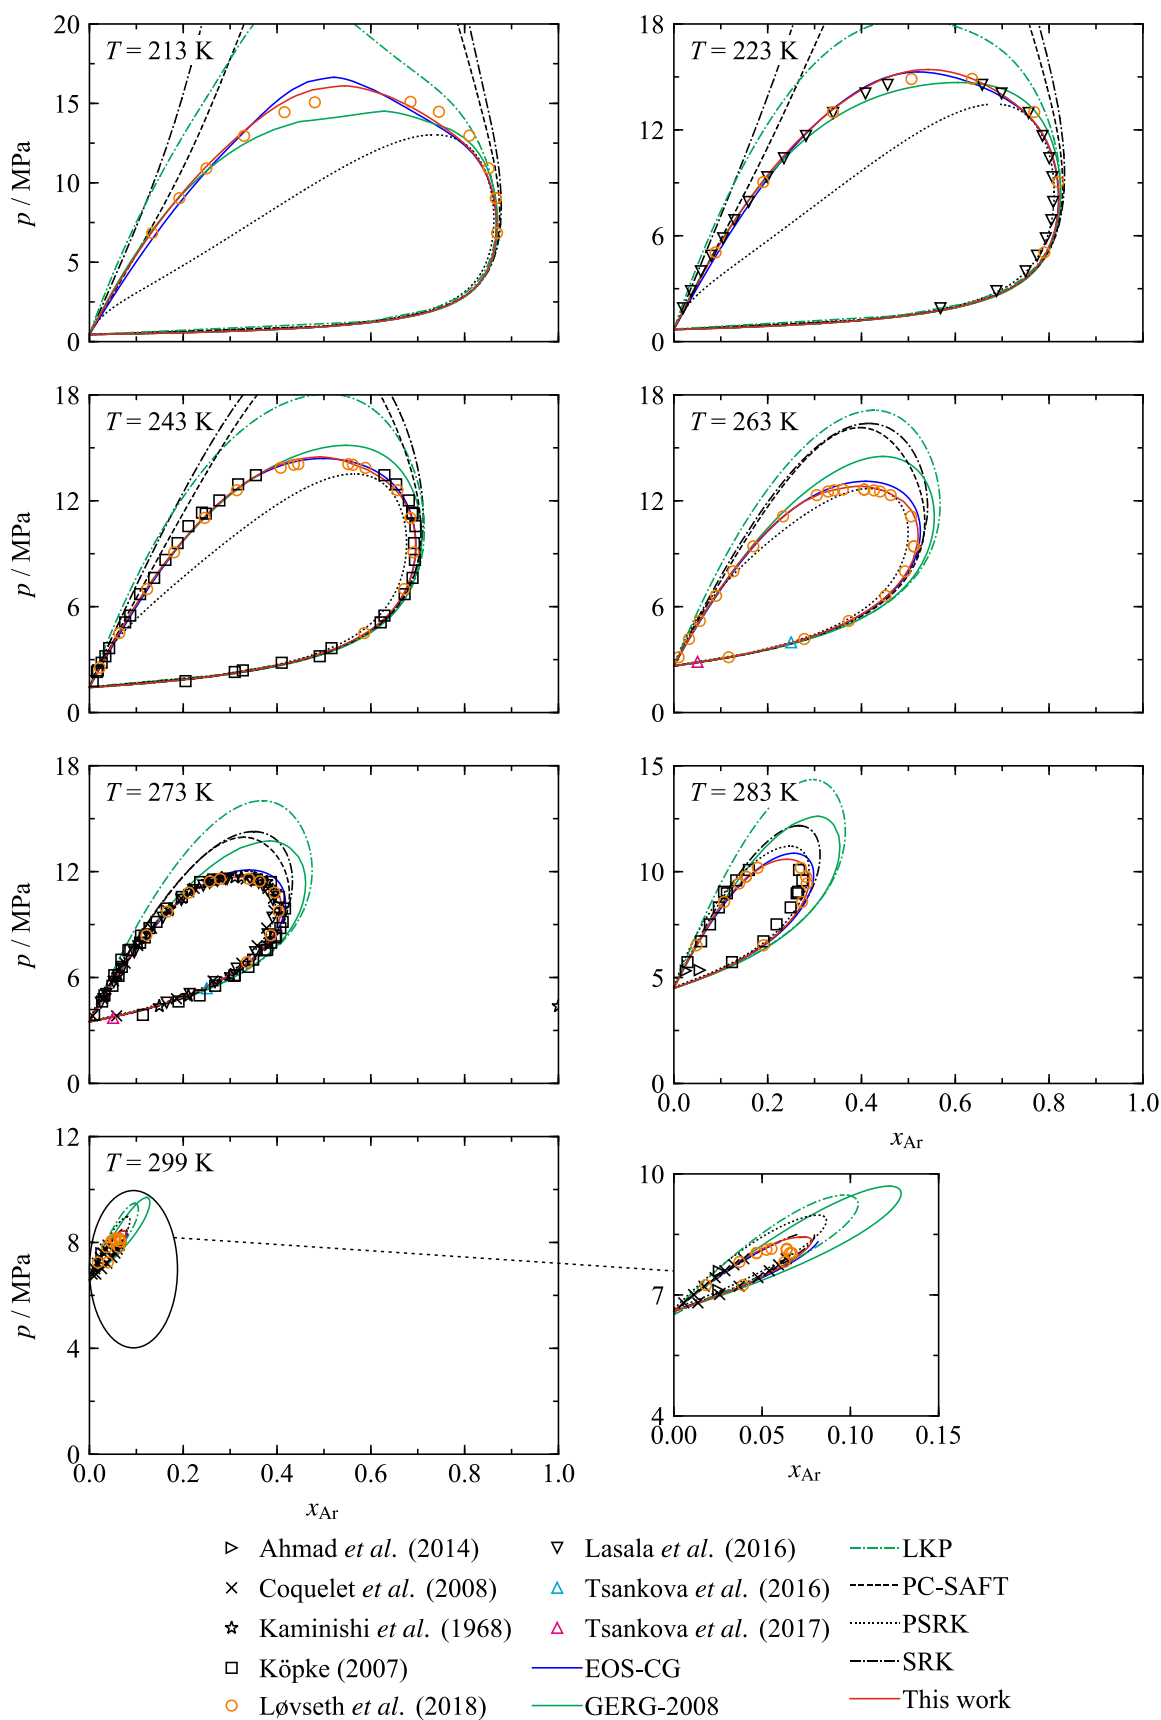 T = 213 K
20
15
10
5
0
p / MPa
T = 223 K
18
12
6
0
T = 243 K
18
12
6
0
p / MPa
T = 263 K
18
12
6
0
T = 273 K
18
12
6
0
p / MPa
T = 283 K
15
10
5
0
0.0 0.2 0.4 0.6 0.8 1.0
xAr
T = 299 K
12
8
4
0
p / MPa
0.0 0.2 0.4 0.6 0.8 1.0
xAr
10
7
4
0.00 0.05 0.10 0.15
xAr
Ahmad et al. (2014)
Coquelet et al. (2008)
Kaminishi et al. (1968)
Köpke (2007)
Løvseth et al. (2018)
Lasala et al. (2016)
Tsankova et al. (2016)
Tsankova et al. (2017)
EOS-CG
GERG-2008
LKP
PC-SAFT
PSRK
SRK
This work